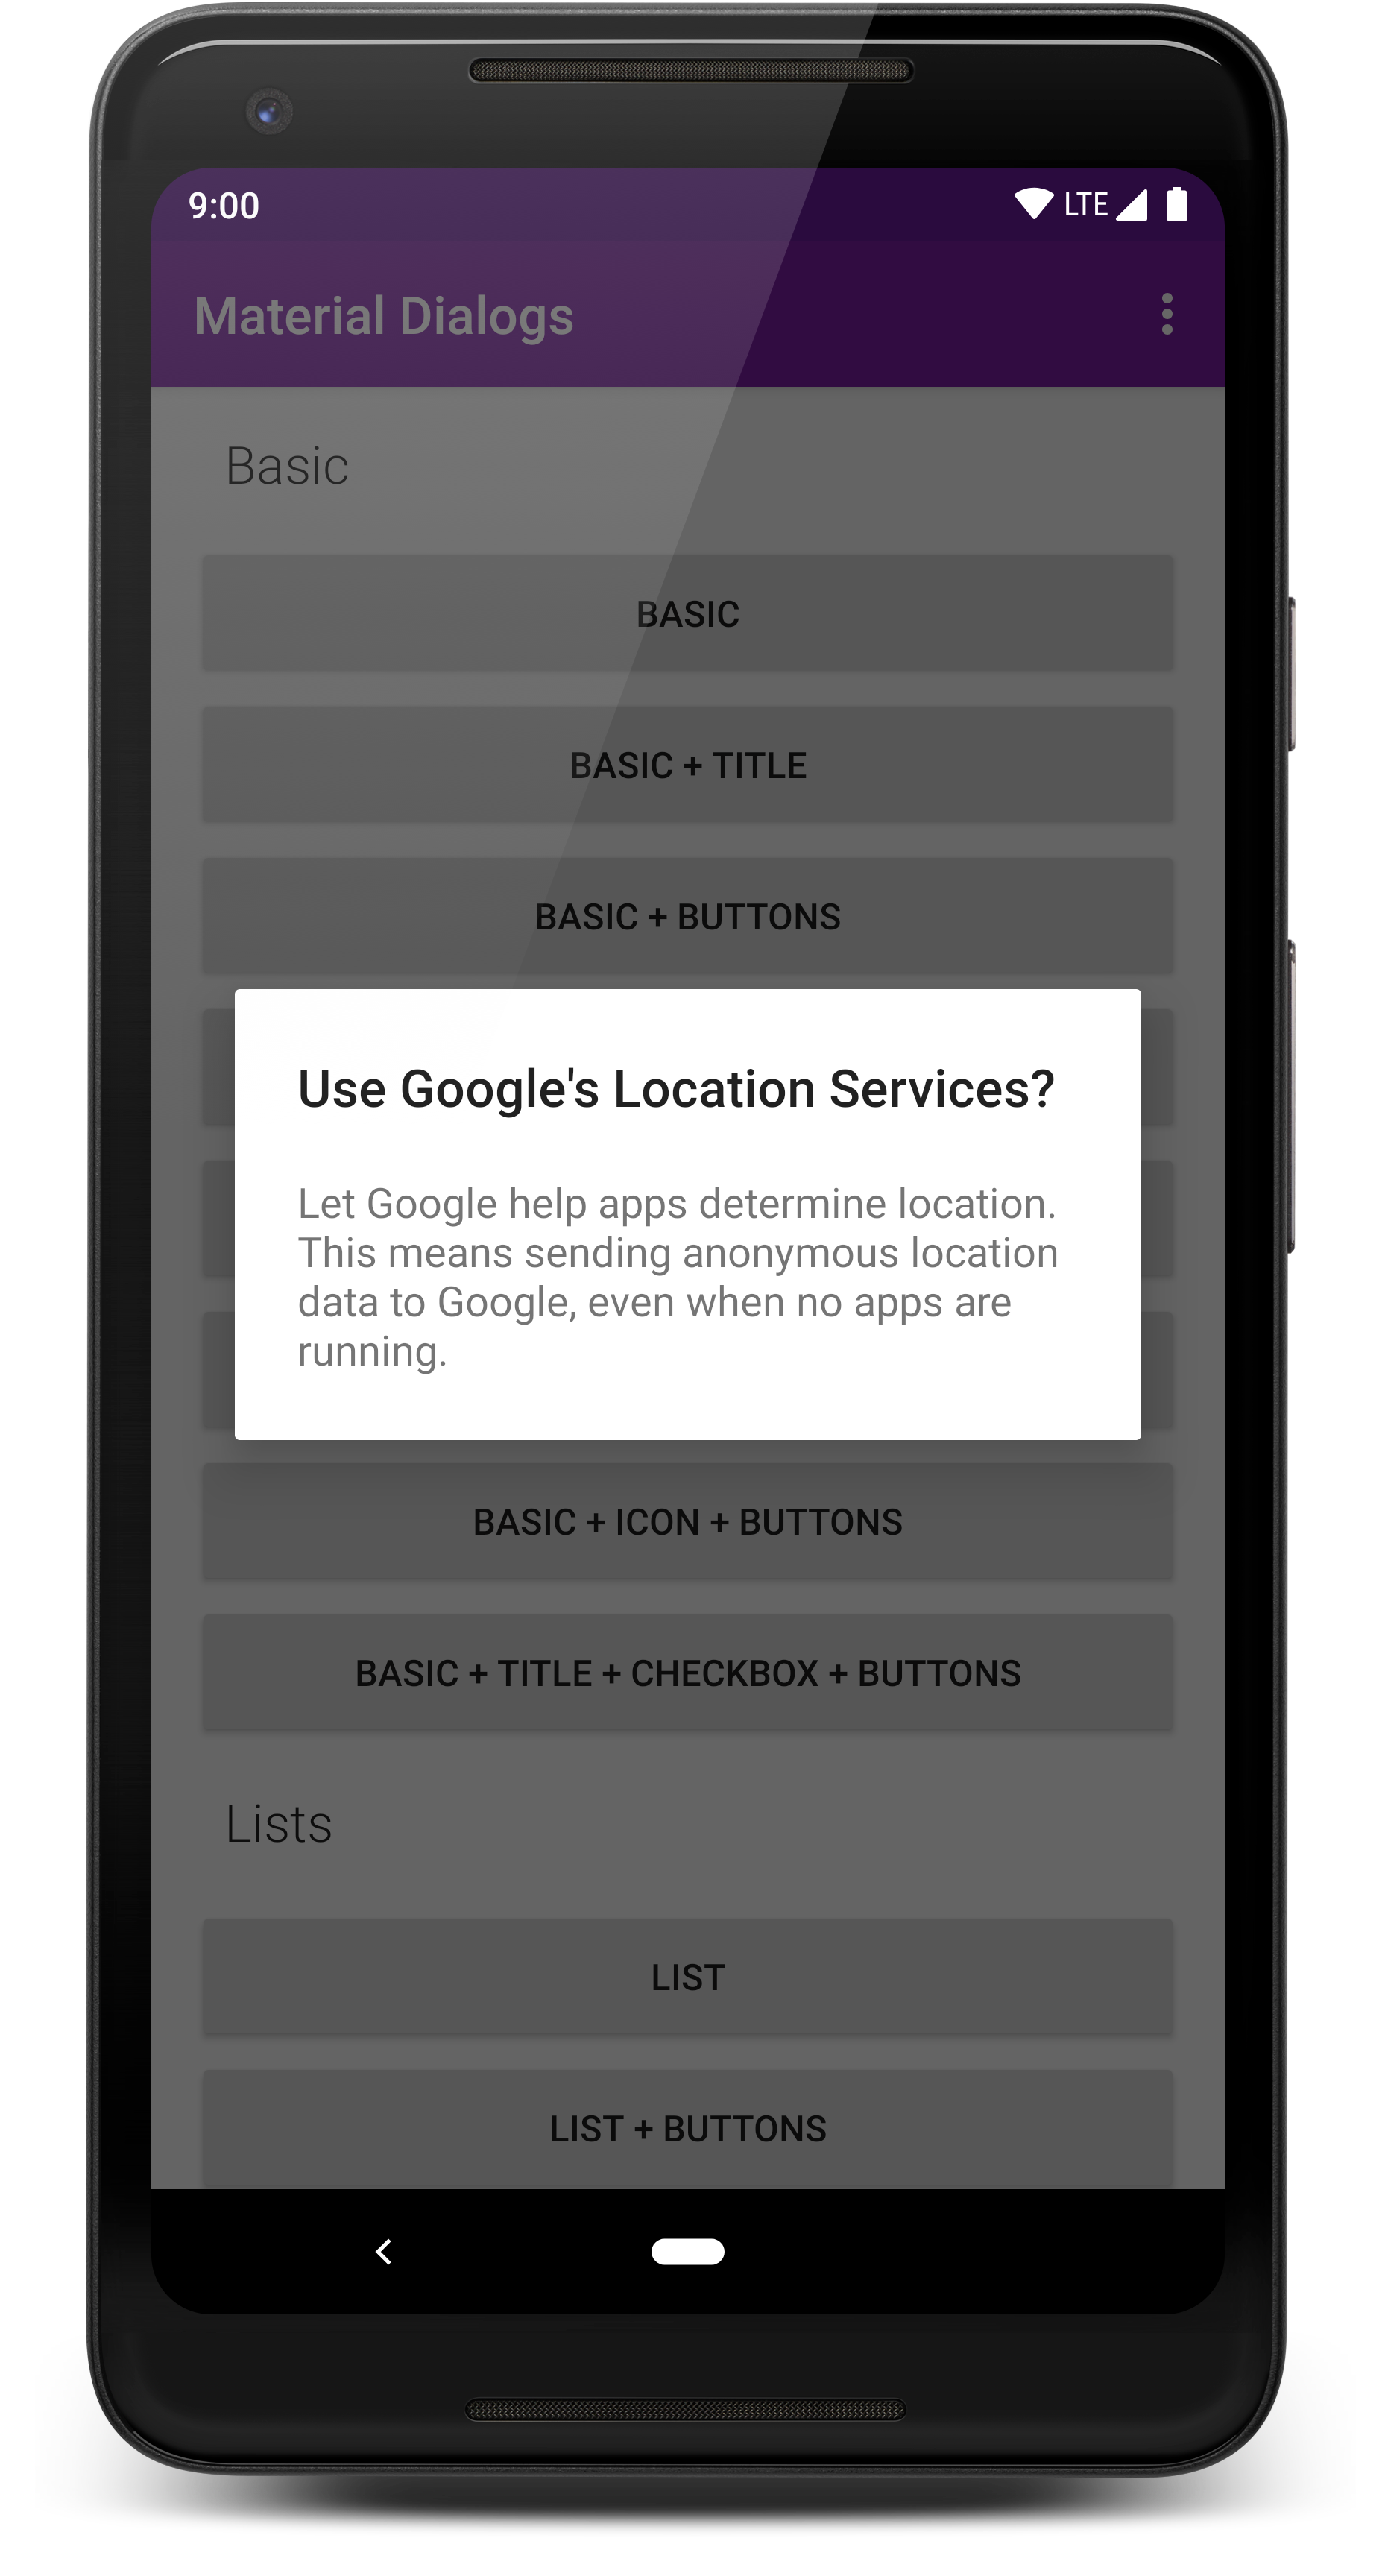 9:00 LTE
Material Dialogs
Basic
BASIC
BASIC + TITLE
BASIC + BUTTONS
Use Google's Location Services?
Let Google help apps determine location.
This means sending anonymous location
data to Google, even when no apps are
running.
BASIC + ICON + BUTTONS
BASIC + TITLE + CHECKBOX + BUTTONS
Lists
LIST
LIST + BUTTONS